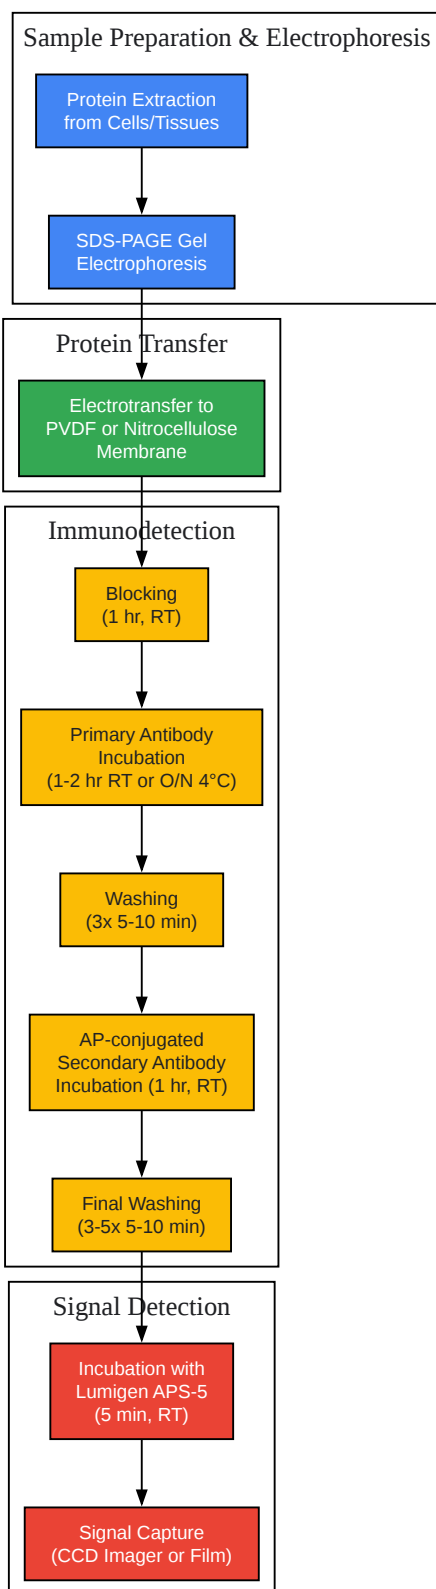 Sample Preparation & Electrophoresis
Protein Extraction
from Cells/Tissues
SDS-PAGE Gel
Electrophoresis
Protein Transfer
Electrotransfer to
PVDF or Nitrocellulose
Membrane
Immunodetection
Blocking
(1 hr, RT)
Primary Antibody
Incubation
(1-2 hr RT or O/N 4°C)
Washing
(3x 5-10 min)
AP-conjugated
Secondary Antibody
Incubation (1 hr, RT)
Final Washing
(3-5x 5-10 min)
Signal Detection
Incubation with
Lumigen APS-5
(5 min, RT)
Signal Capture
(CCD Imager or Film)